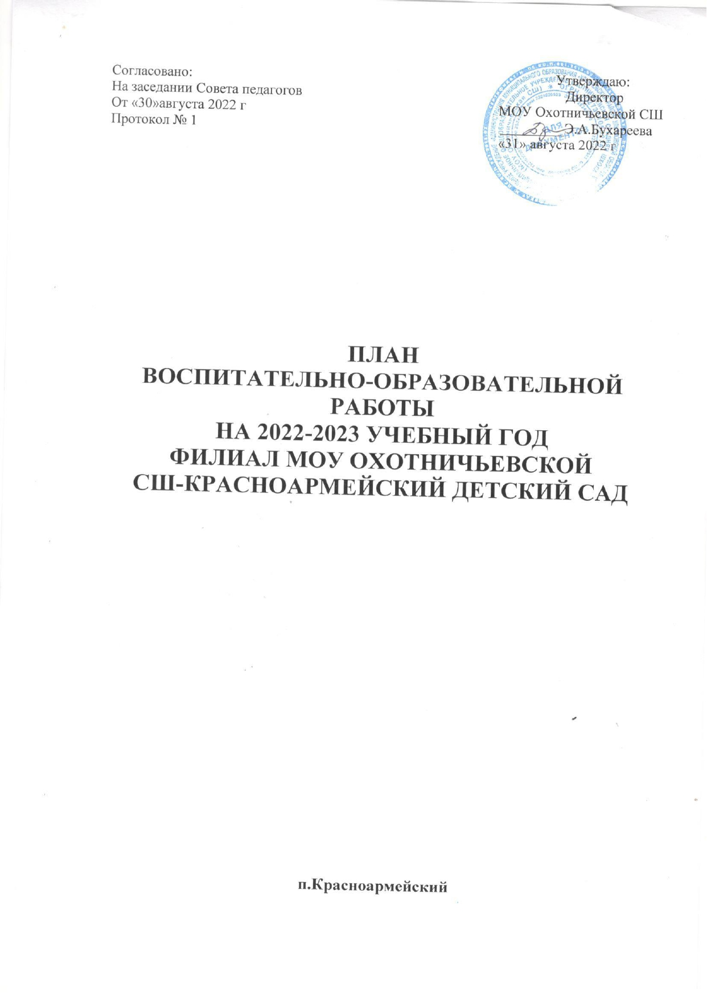 Согласовано:
На заседании Совета педагогов
От «30»августа 2022 г
Протокол № 1
Утверждаю:
Директор
МОУ Охотничьевской СШ
Э.А.Бухареева
«31» августа 2022 г
ДЛЯ
ДОКУМЕНТОВ
ПЛАН
ВОСПИТАТЕЛЬНО-ОБРАЗОВАТЕЛЬНОЙ
РАБОТЫ
НА 2022-2023 УЧЕБНЫЙ ГОД
ФИЛИАЛ МОУ ОХОТНИЧЬЕВСКОЙ
СШ-КРАСНОАРМЕЙСКИЙ ДЕТСКИЙ САД
п.Красноармейский